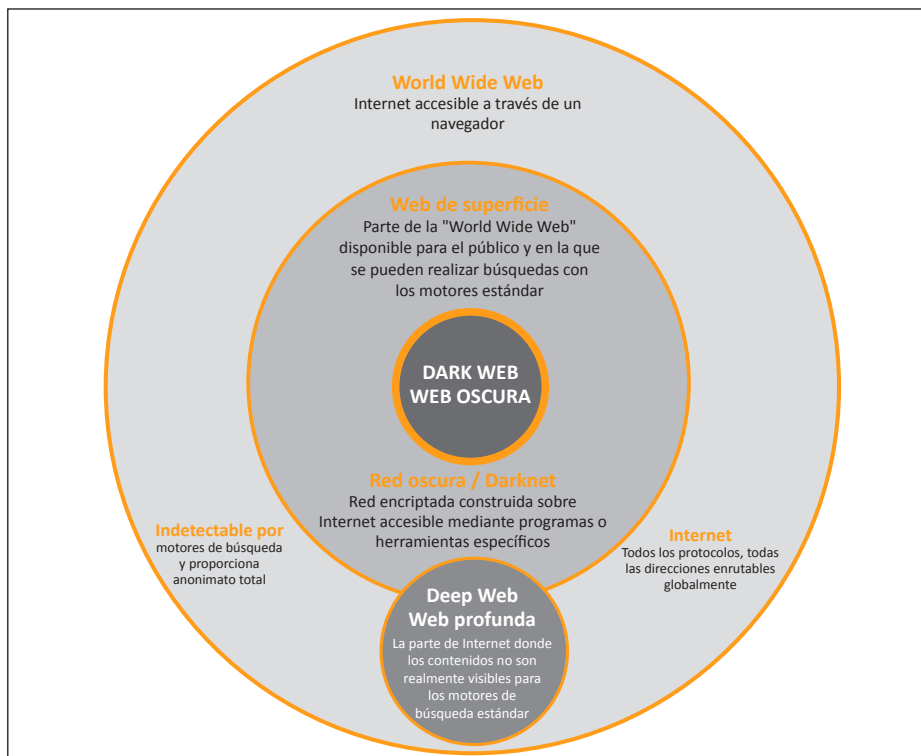 World Wide Web
Internet accesible a través de un
navegador
Web de superficie
Parte de la "World Wide Web"
disponible para el público y en la que
se pueden realizar búsquedas con
los motores estándar
DARK WEB
WEB OSCURA
Red oscura / Darknet
Red encriptada construida sobre
Internet accesible mediante programas o
herramientas específicos
Indetectable por
motores de búsqueda
y proporciona
anonimato total
Internet
Todos los protocolos, todas
las direcciones enrutables
globalmente
Deep Web
Web profunda
La parte de Internet donde
los contenidos no son
realmente visibles para
los motores de
búsqueda estándar